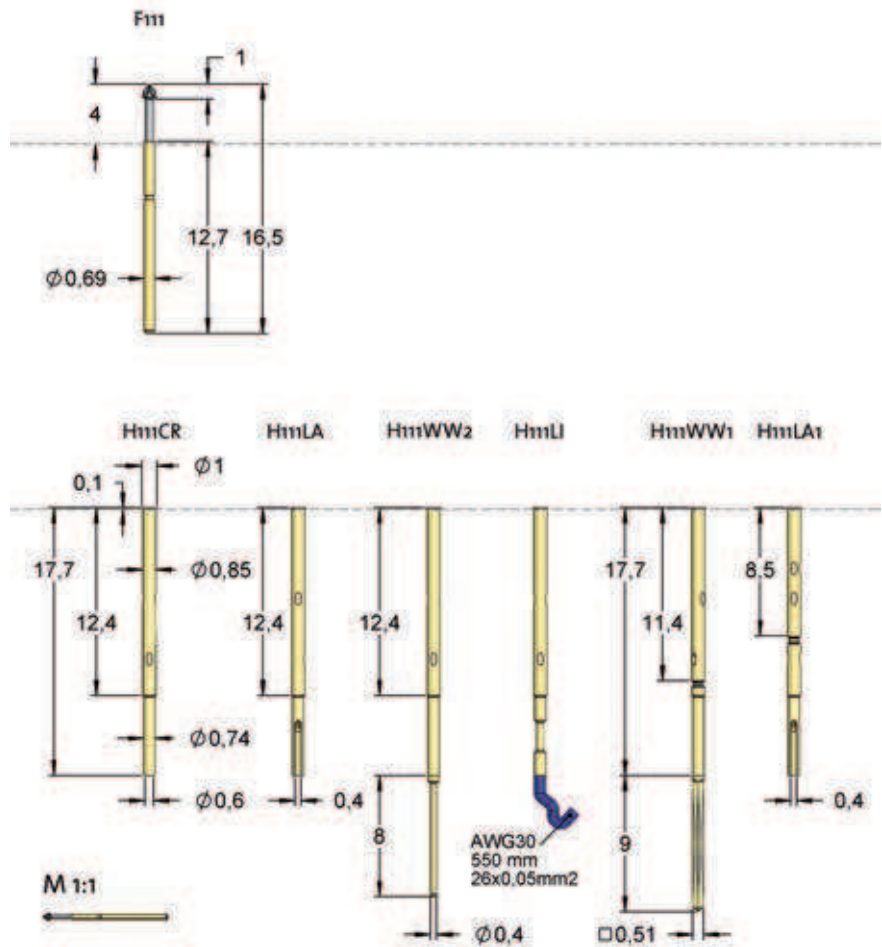 F111
1
4
12,7 16,5
Ø0,69
H111CR H111LA H111WW2 H111LI H111WW1 H111LA1
Ø1
0,1
17,7 Ø0,85 17,7 8,5
12,4 12,4 12,4 11,4
Ø0,74
Ø0,6 0,4 0,4
8 AWG30 9
550 mm
26x0,05mm2
M 1:1
Ø0,4 □0,51